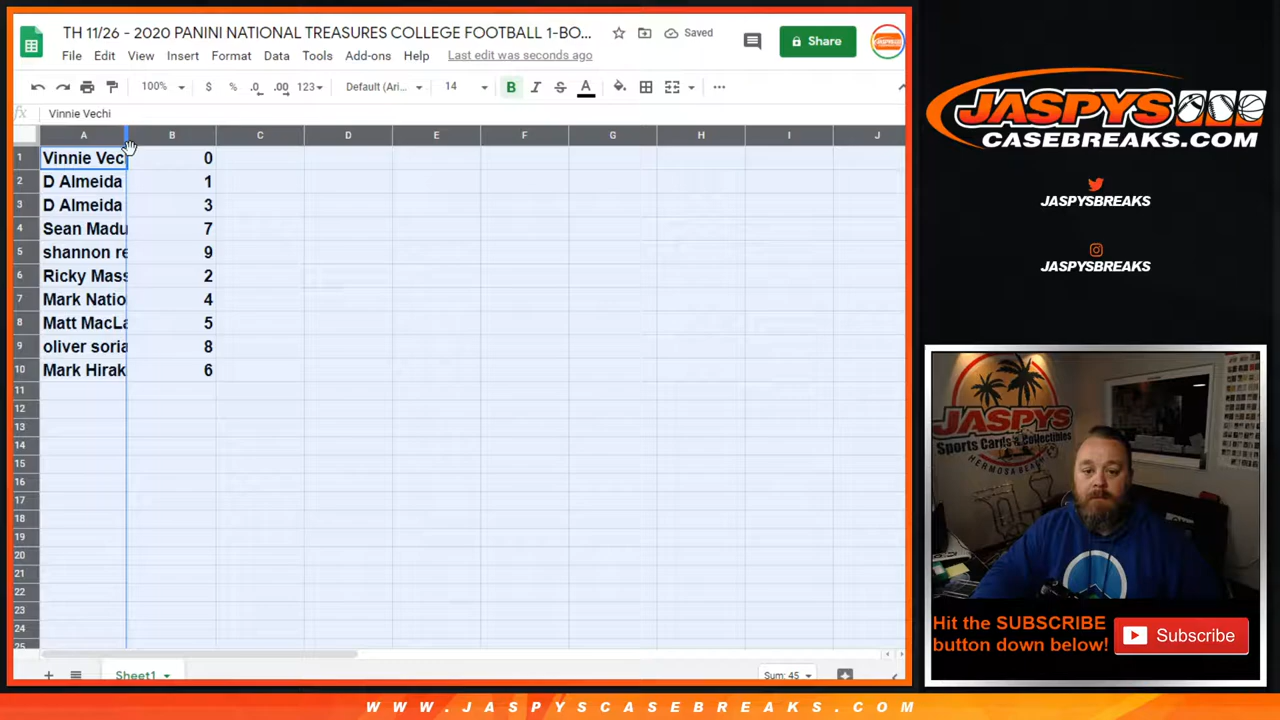 TH 11/26 - 2020 PANINI NATIONAL TREASURES COLLEGE FOOTBALL 1-BO...
Saved
Share
File Edit View Insert Format Data Tools Add-ons Help Last edit was seconds ago
100% $ % .0 .00 123 Default (Ari... 14 B I S A
fx Vinnie Vechi
A B C D E F G H I J
1 Vinnie Vec 0
2 D Almeida 1
3 D Almeida 3
4 Sean Madu 7
5 shannon re 9
6 Ricky Mass 2
7 Mark Natio 4
8 Matt MacLa 5
9 oliver soria 8
10 Mark Hirak 6
11
12
13
14
15
16
17
18
19
20
21
22
23
24
25
Sheet1
Sum: 45
JASPYS
CASEBREAKS.COM
JASPYSBREAKS
JASPYSBREAKS
JASPYS
Sports Cards & Collectibles
HERMOSA BEACH
Hit the SUBSCRIBE
button down below!
Subscribe
WWW.JASPYSCASEBREAKS.COM